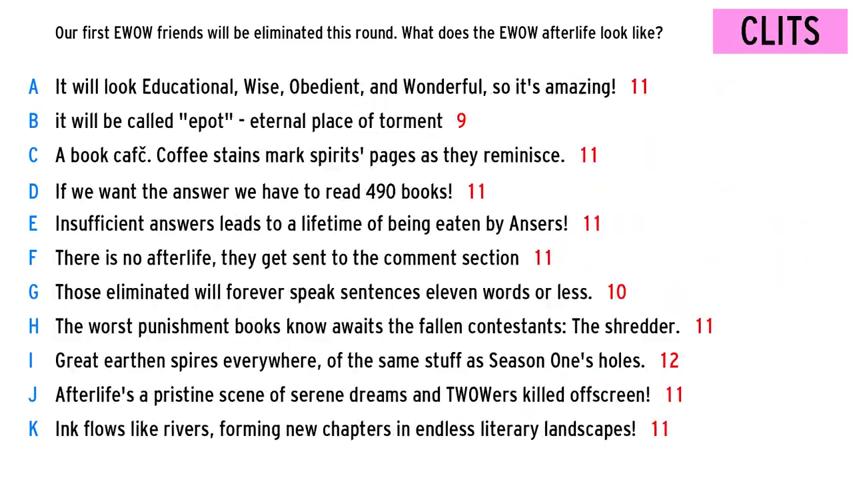 Our first EWOW friends will be eliminated this round. What does the EWOW afterlife look like?
CLITS
A It will look Educational, Wise, Obedient, and Wonderful, so it's amazing! 11
B it will be called "epot" - eternal place of torment 9
C A book cafč. Coffee stains mark spirits' pages as they reminisce. 11
D If we want the answer we have to read 490 books! 11
E Insufficient answers leads to a lifetime of being eaten by Ansers! 11
F There is no afterlife, they get sent to the comment section 11
G Those eliminated will forever speak sentences eleven words or less. 10
H The worst punishment books know awaits the fallen contestants: The shredder. 11
I Great earthen spires everywhere, of the same stuff as Season One's holes. 12
J Afterlife's a pristine scene of serene dreams and TWOWers killed offscreen! 11
K Ink flows like rivers, forming new chapters in endless literary landscapes! 11